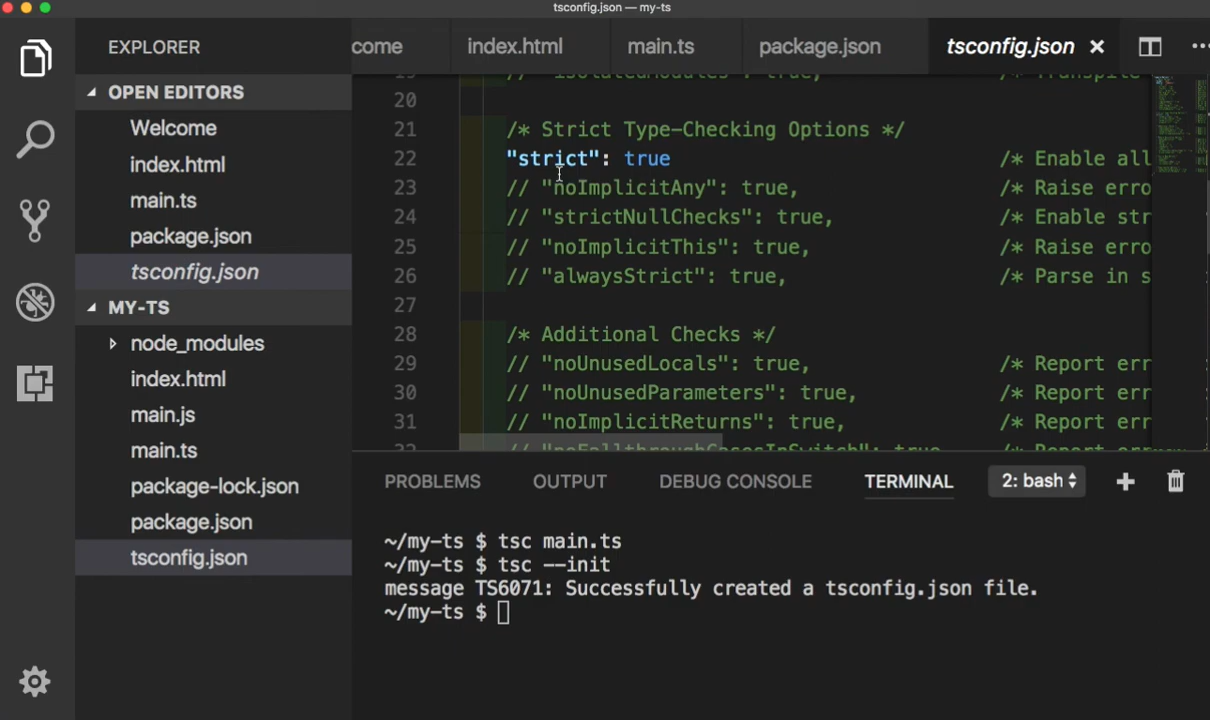 tsconfig.json — my-ts
EXPLORER
OPEN EDITORS
Welcome
index.html
main.ts
package.json
tsconfig.json
MY-TS
node_modules
index.html
main.js
main.ts
package-lock.json
package.json
tsconfig.json
come index.html main.ts package.json tsconfig.json
20
21 /* Strict Type-Checking Options */
22 "strict": true /* Enable all
23 // "noImplicitAny": true, /* Raise erro
24 // "strictNullChecks": true, /* Enable str
25 // "noImplicitThis": true, /* Raise erro
26 // "alwaysStrict": true, /* Parse in s
27
28 /* Additional Checks */
29 // "noUnusedLocals": true, /* Report err
30 // "noUnusedParameters": true, /* Report err
31 // "noImplicitReturns": true, /* Report err
PROBLEMS OUTPUT DEBUG CONSOLE TERMINAL 2: bash
~/my-ts $ tsc main.ts
~/my-ts $ tsc --init
message TS6071: Successfully created a tsconfig.json file.
~/my-ts $